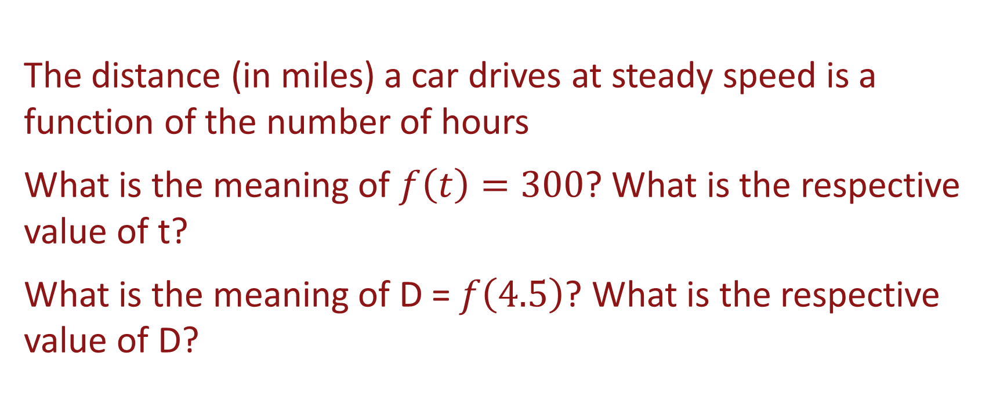 The distance (in miles) a car drives at steady speed is a
function of the number of hours
What is the meaning of f(t) = 300? What is the respective
value of t?
What is the meaning of D = f(4.5)? What is the respective
value of D?